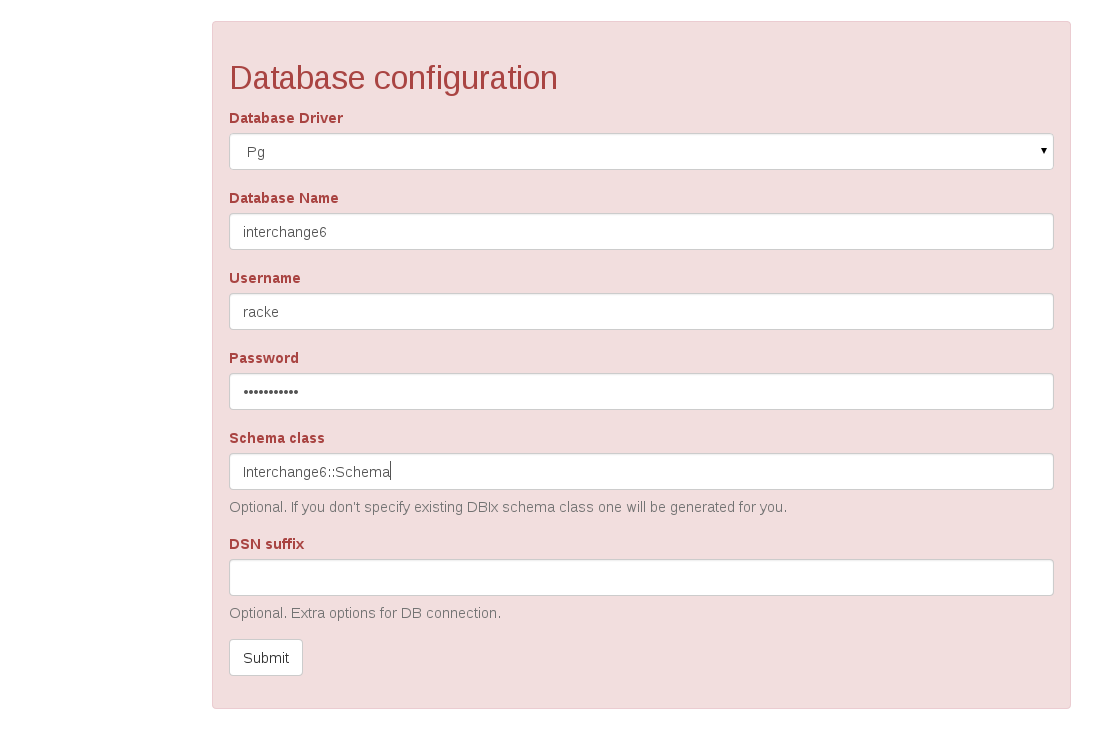 Database configuration
Database Driver
Pg
Database Name
interchange6
Username
racke
Password
•••••••••••
Schema class
Interchange6::Schema
Optional. If you don't specify existing DBIx schema class one will be generated for you.
DSN suffix
Optional. Extra options for DB connection.
Submit